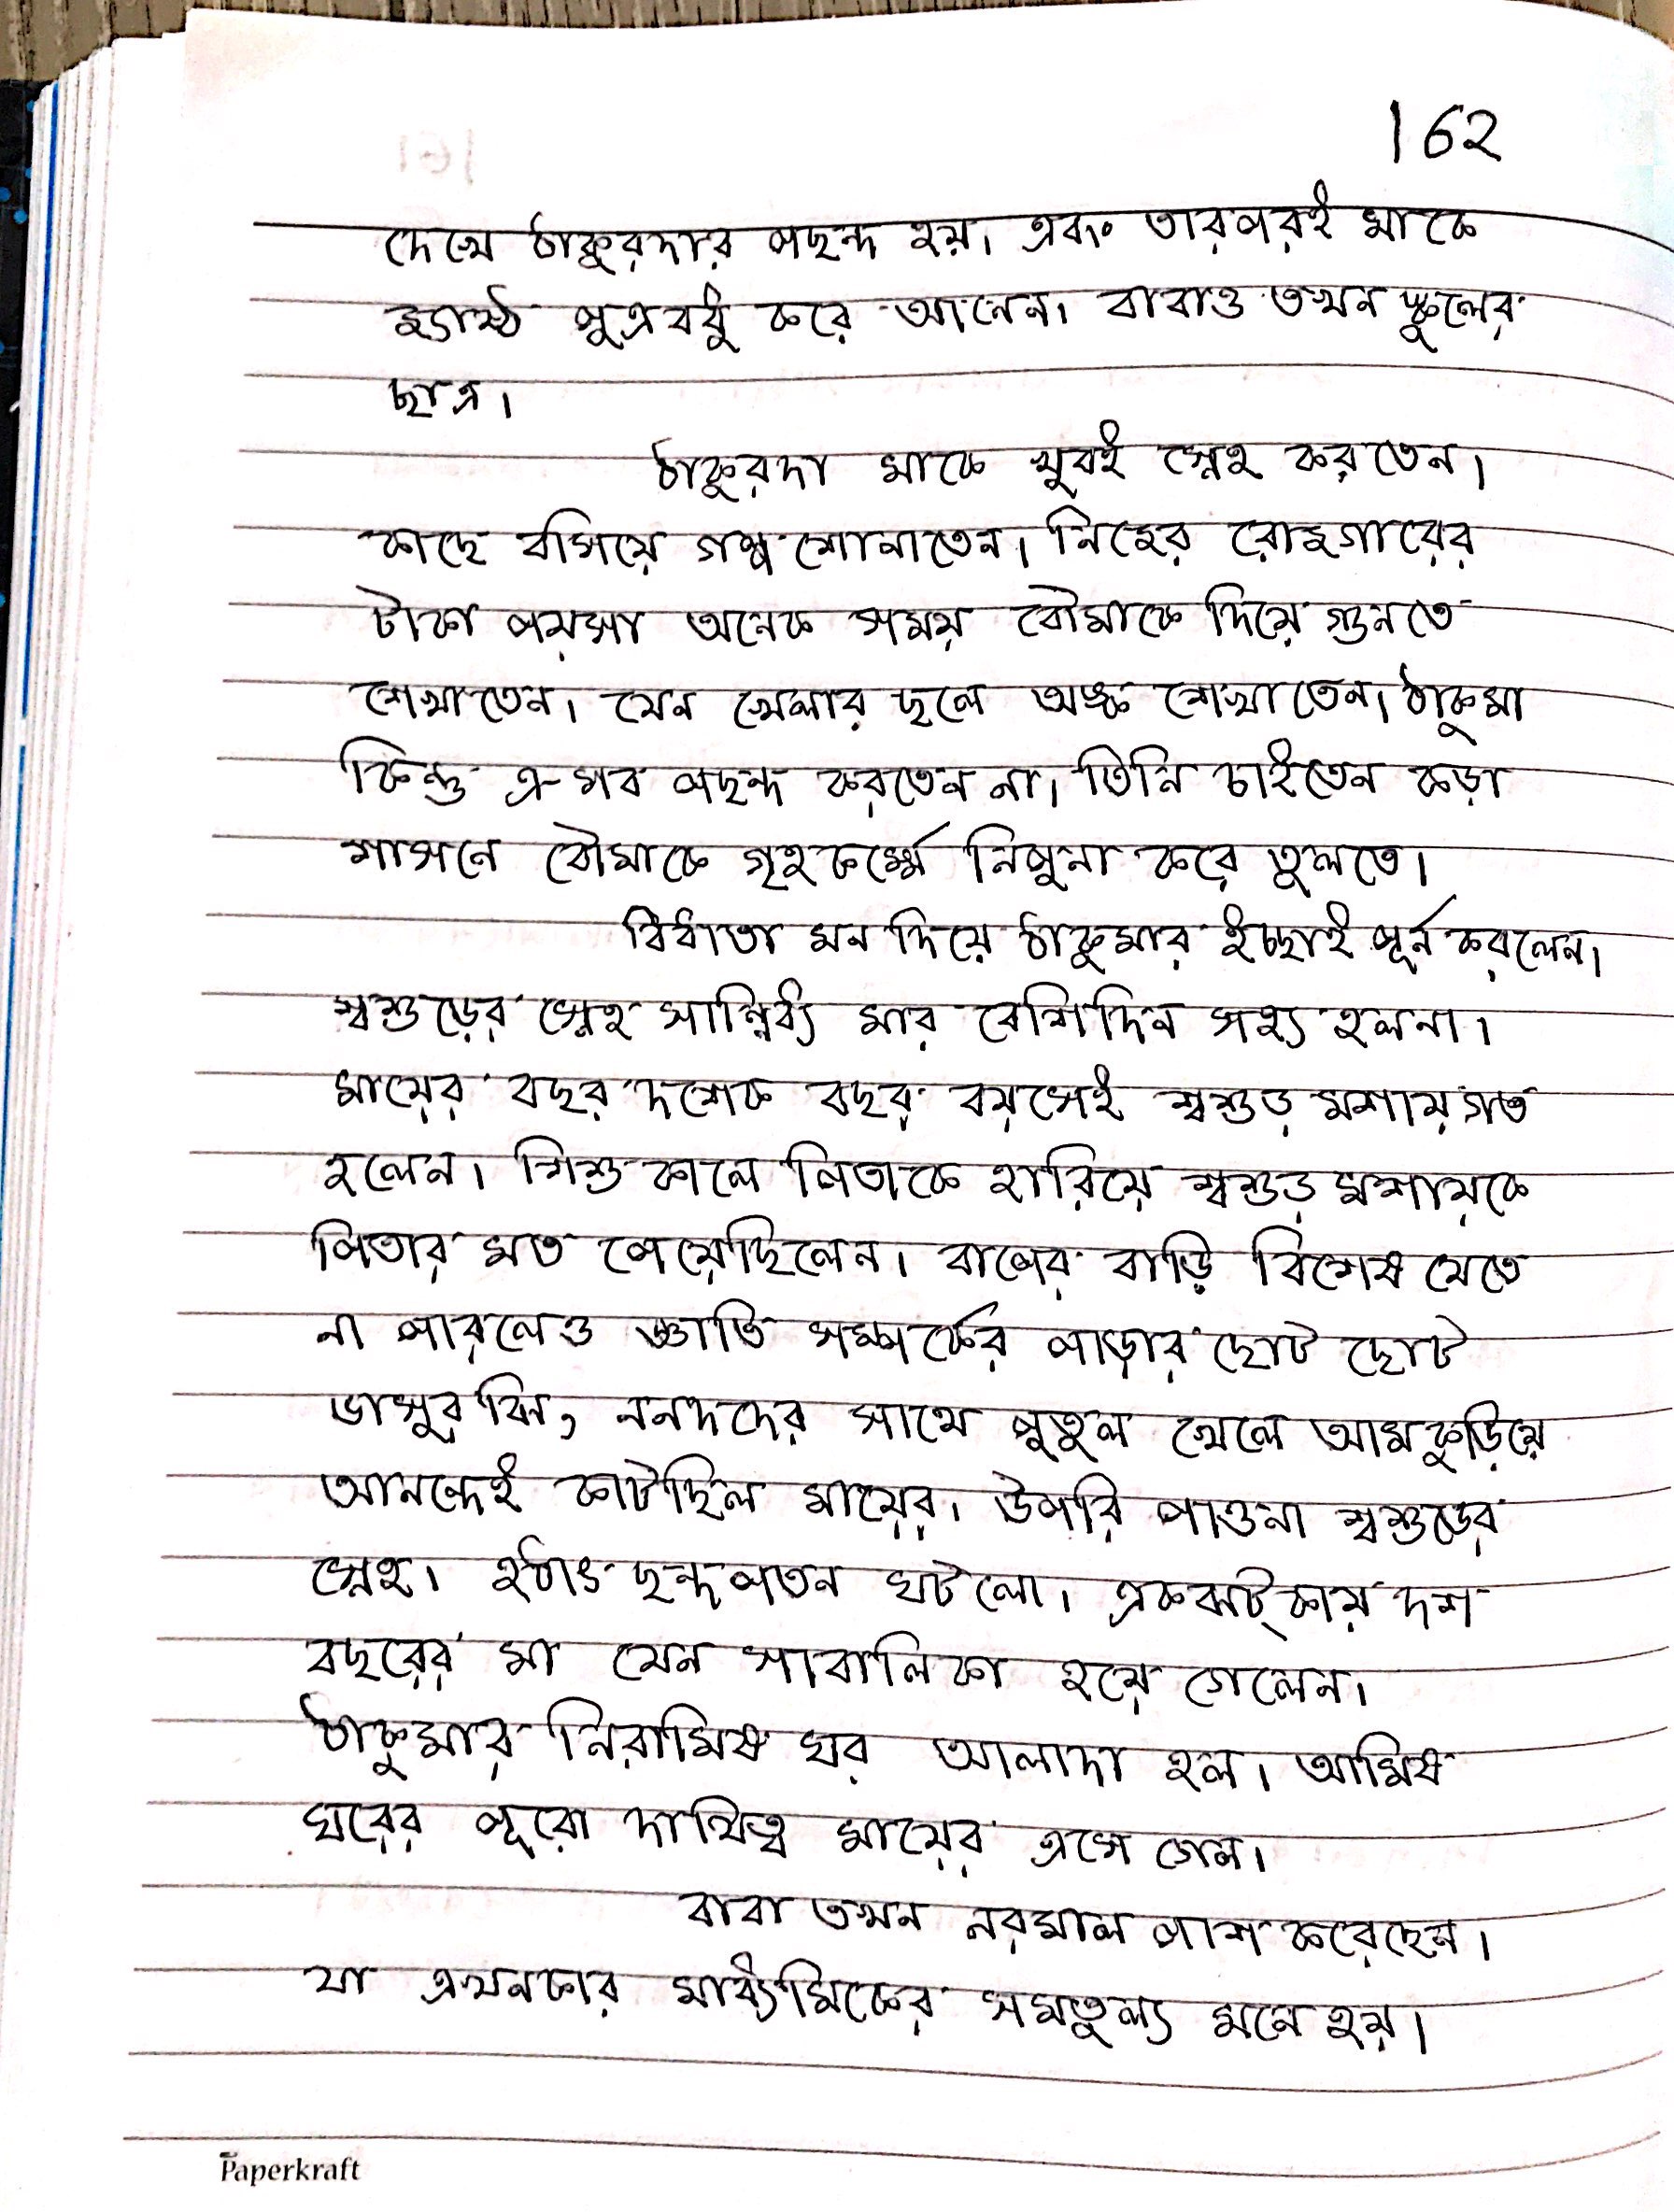 162
দেখে ঠাকুরদার পছন্দ হয়। এবং তারপরই মাকে
জ্যেষ্ঠ পুত্রবধু করে আনেন। বাবাও তখন স্কুলের
ছাত্র।
ঠাকুরদা মাকে খুবই স্নেহ করতেন।
কাছে বসিয়ে গল্প শোনাতেন। নিজের রোজগারের
টাকা পয়সা অনেক সময় বৌমাকে দিয়ে গুনতে
শেখাতেন। যেন খেলার ছলে অঙ্ক শেখাতেন। ঠাকুমা
কিন্তু এ-সব পছন্দ করতেন না। তিনি চাইতেন কড়া
শাসনে বৌমাকে গৃহকর্ম্মে নিপুনা করে তুলতে।
বিধাতা মন দিয়ে ঠাকুমার ইচ্ছাই পূর্ন করলেন।
শ্বশুড়ের স্নেহ সান্নিধ্য মার বেশিদিন সহ্য হলনা।
মায়ের বছর দশেক বছর বয়সেই শ্বশুড় মশায় গত
হলেন। শিশু কালে পিতাকে হারিয়ে শ্বশুড় মশায়কে
পিতার মত পেয়েছিলেন। বাপের বাড়ি বিশেষ যেতে
না পারলেও জ্ঞাতি সম্পর্কের পাড়ার ছোট ছোট
ভাসুর ঝি, ননদদের সাথে পুতুল খেলে আমকুড়িয়ে
আনন্দেই কাটছিল মায়ের। উপরি পাওনা শ্বশুড়ের
স্নেহ। হঠাৎ ছন্দপতন ঘটলো। একঝট্কায় দশ
বছরের মা যেন সাবালিকা হয়ে গেলেন।
ঠাকুমার নিরামিষ ঘর আলাদা হল। আমিষ
ঘরের পুরো দায়িত্ব মায়ের এসে গেল।
বাবা তখন নরমাল পাশ করেছেন।
যা এখনকার মাধ্যমিকের সমতুল্য মনে হয়।
Paperkraft